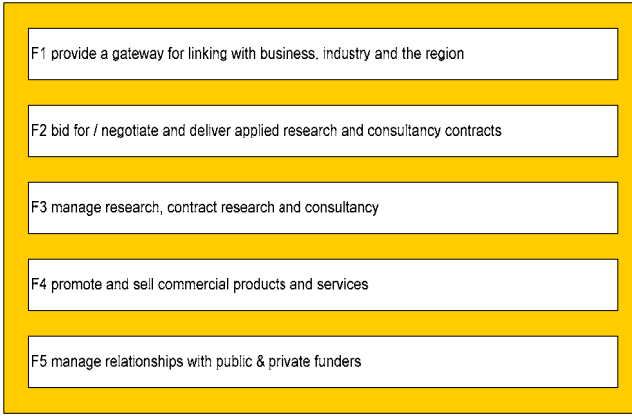 F1 provide a gateway for linking with business, industry and the region
F2 bid for / negotiate and deliver applied research and consultancy contracts
F3 manage research, contract research and consultancy
F4 promote and sell commercial products and services
F5 manage relationships with public & private funders